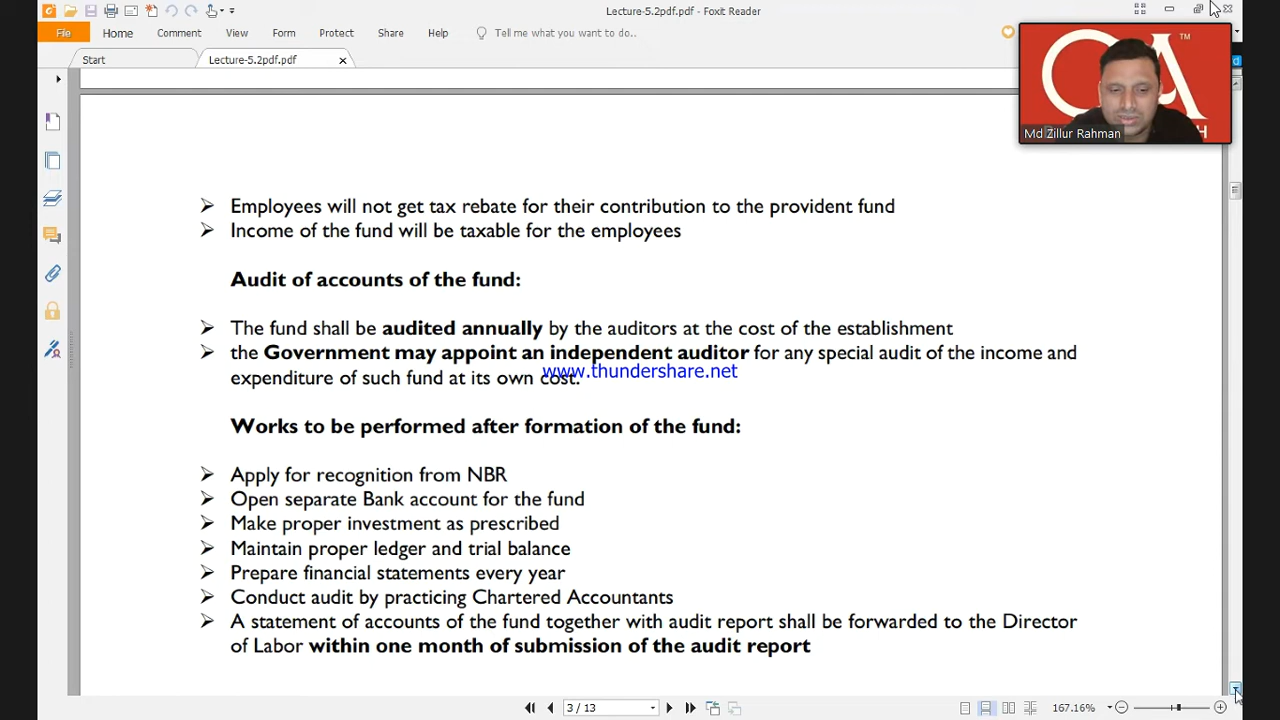 Lecture-5.2pdf.pdf - Foxit Reader
File Home Comment View Form Protect Share Help Tell me what you want to do..
Start Lecture-5.2pdf.pdf
Md Zillur Rahman
TM
➢ Employees will not get tax rebate for their contribution to the provident fund
➢ Income of the fund will be taxable for the employees
Audit of accounts of the fund:
➢ The fund shall be audited annually by the auditors at the cost of the establishment
➢ the Government may appoint an independent auditor for any special audit of the income and
expenditure of such fund at its own cost.
www.thundershare.net
Works to be performed after formation of the fund:
➢ Apply for recognition from NBR
➢ Open separate Bank account for the fund
➢ Make proper investment as prescribed
➢ Maintain proper ledger and trial balance
➢ Prepare financial statements every year
➢ Conduct audit by practicing Chartered Accountants
➢ A statement of accounts of the fund together with audit report shall be forwarded to the Director
of Labor within one month of submission of the audit report
3 / 13
167.16%